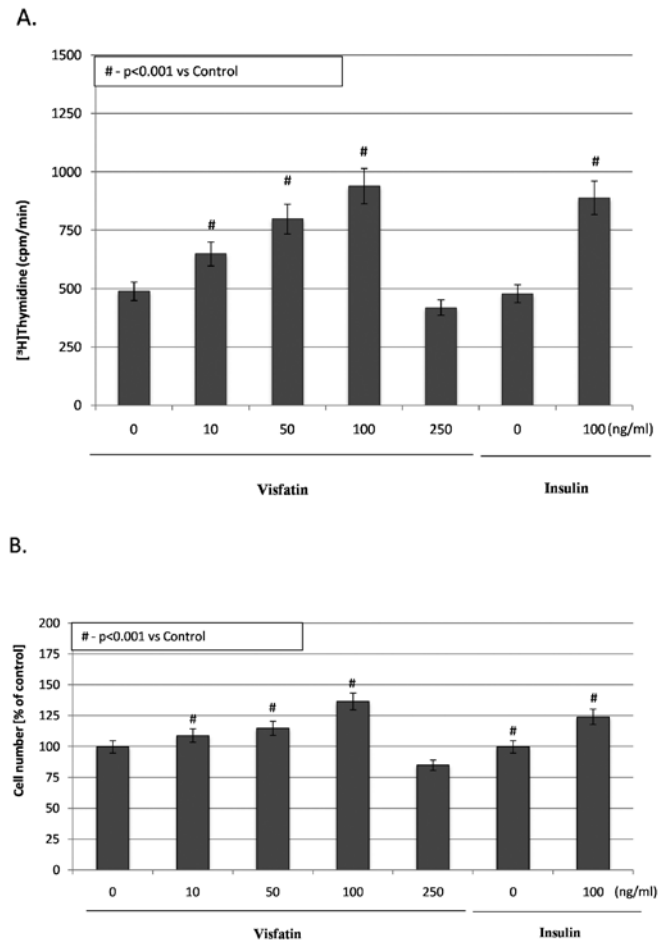 A.
1500
# - p<0.001 vs Control
1250
#
#
1000
#
#
750
500
250
0
[³H]Thymidine (cpm/min)
0 10 50 100 250 0 100 (ng/ml)
Visfatin Insulin
B.
200
# - p<0.001 vs Control
175
150
#
#
125
#
#
#
100
75
50
25
0
Cell number [% of control]
0 10 50 100 250 0 100 (ng/ml)
Visfatin Insulin